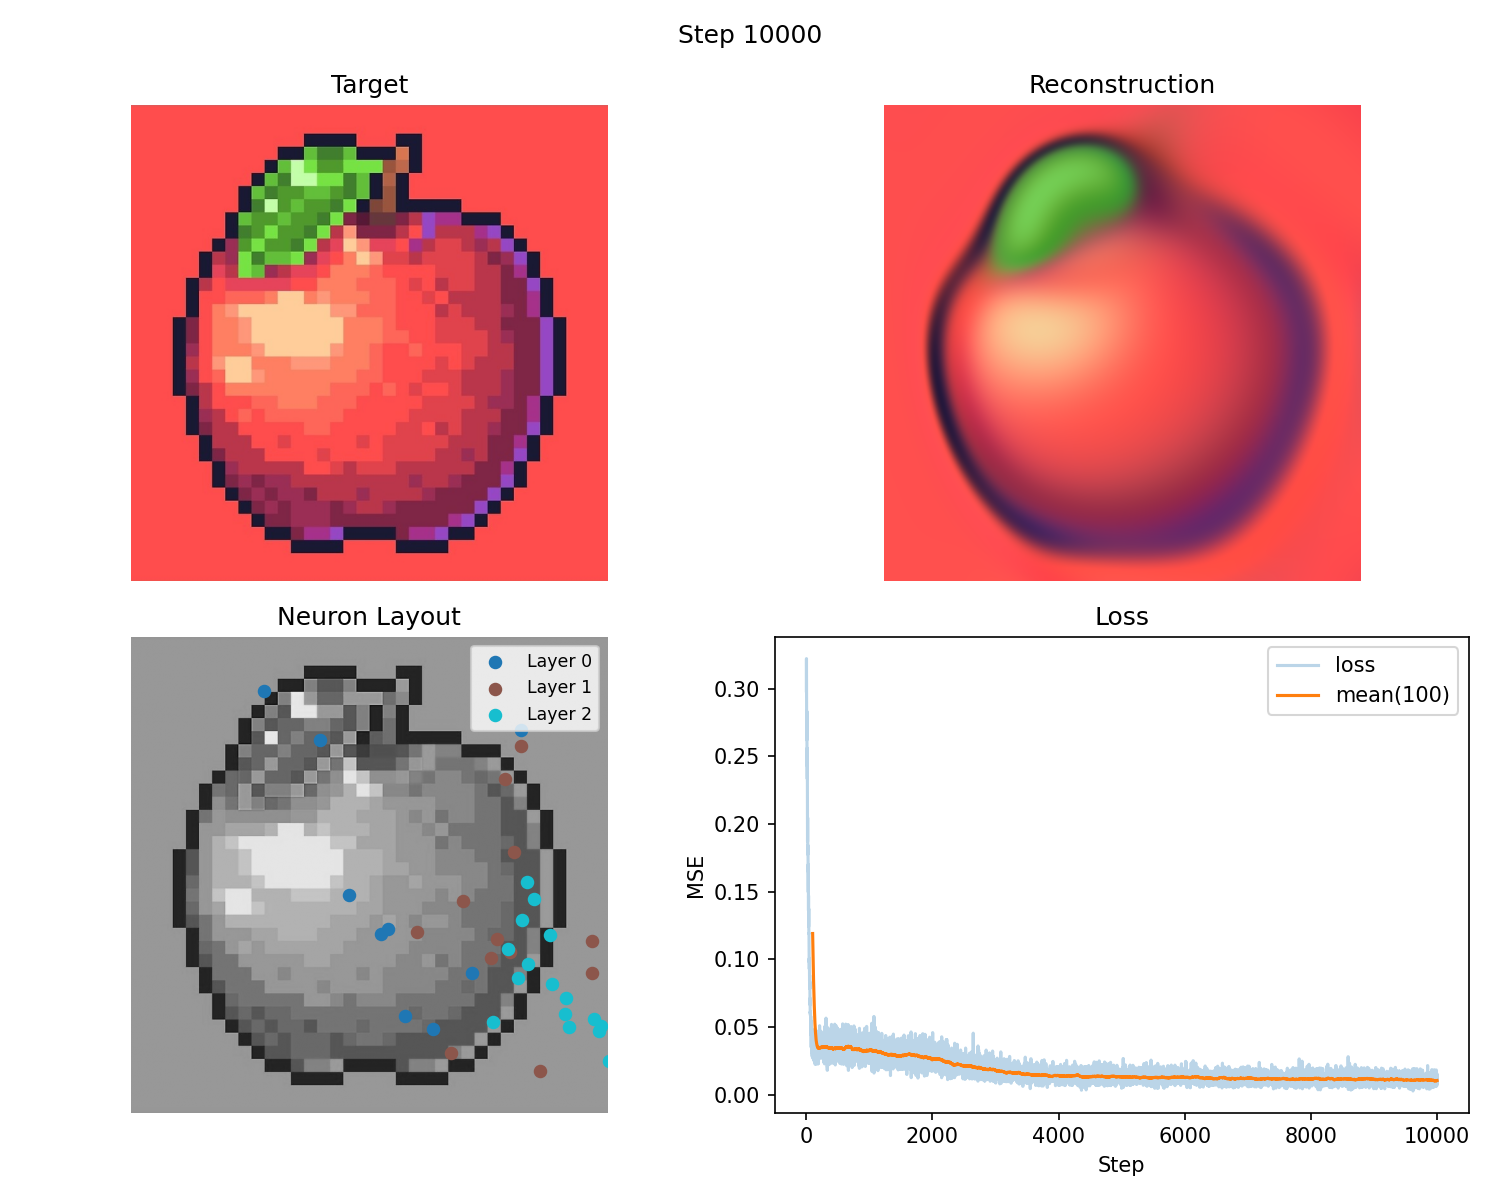 Step 10000
Target
Reconstruction
Neuron Layout
Layer 0
Layer 1
Layer 2
Loss
loss
mean(100)
MSE
0.30
0.25
0.20
0.15
0.10
0.05
0.00
0 2000 4000 6000 8000 10000
Step